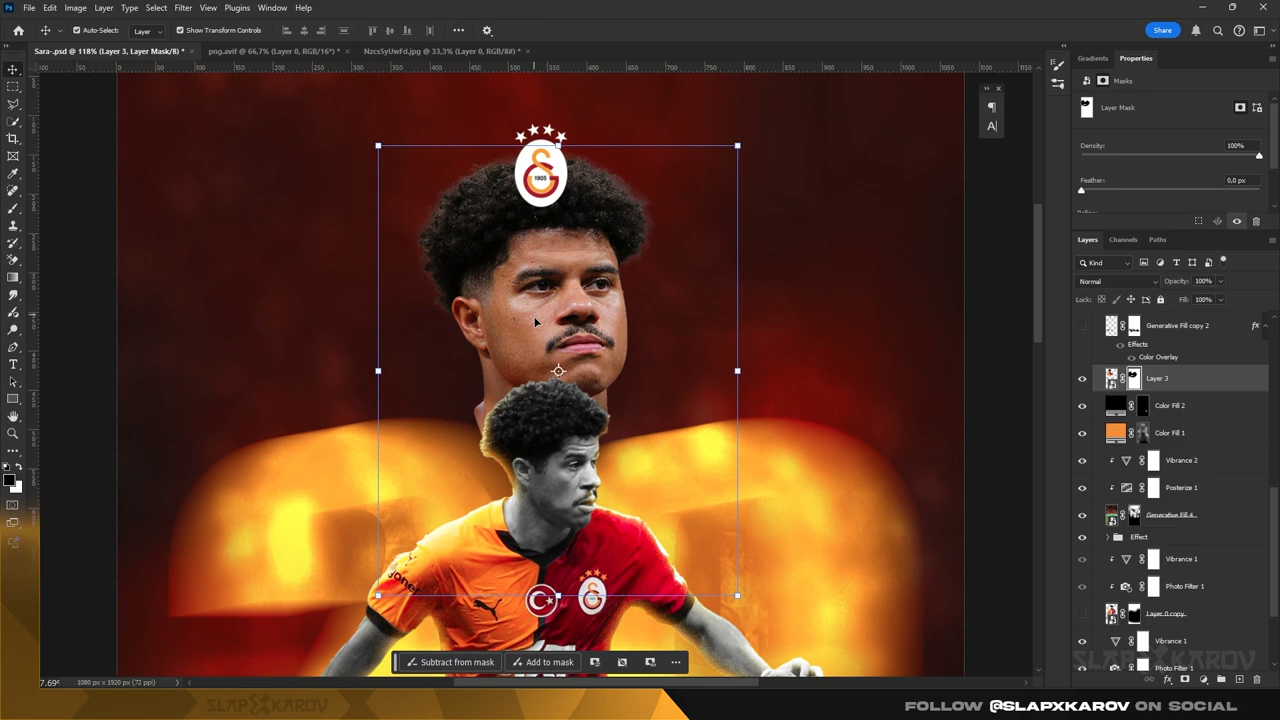 File Edit Image Layer Type Select Filter View Plugins Window Help
Auto-Select: Layer Show Transform Controls
Share
Sara-.psd @ 118% (Layer 3, Layer Mask/8) *
png.avif @ 66,7% (Layer 0, RGB/16*) *
NzcsSyUwFd.jpg @ 33,3% (Layer 0, RGB/8#) *
Gradients Properties
Masks
Layer Mask
Density: 100%
Feather: 0,0 px
Layers Channels Paths
Kind
Normal Opacity: 100%
Lock: Fill: 100%
Generative Fill copy 2 fx
Effects
Color Overlay
Layer 3
Color Fill 2
Color Fill 1
Vibrance 2
Posterize 1
Generative Fill 4
Effect
Vibrance 1
Photo Filter 1
Layer 0 copy
Vibrance 1
Photo Filter 1
1905
Subtract from mask Add to mask
7.69% 1080 px x 1920 px (72 ppi)
SLAPXKAROV
SLAPXKAROV
FOLLOW @SLAPXKAROV ON SOCIAL